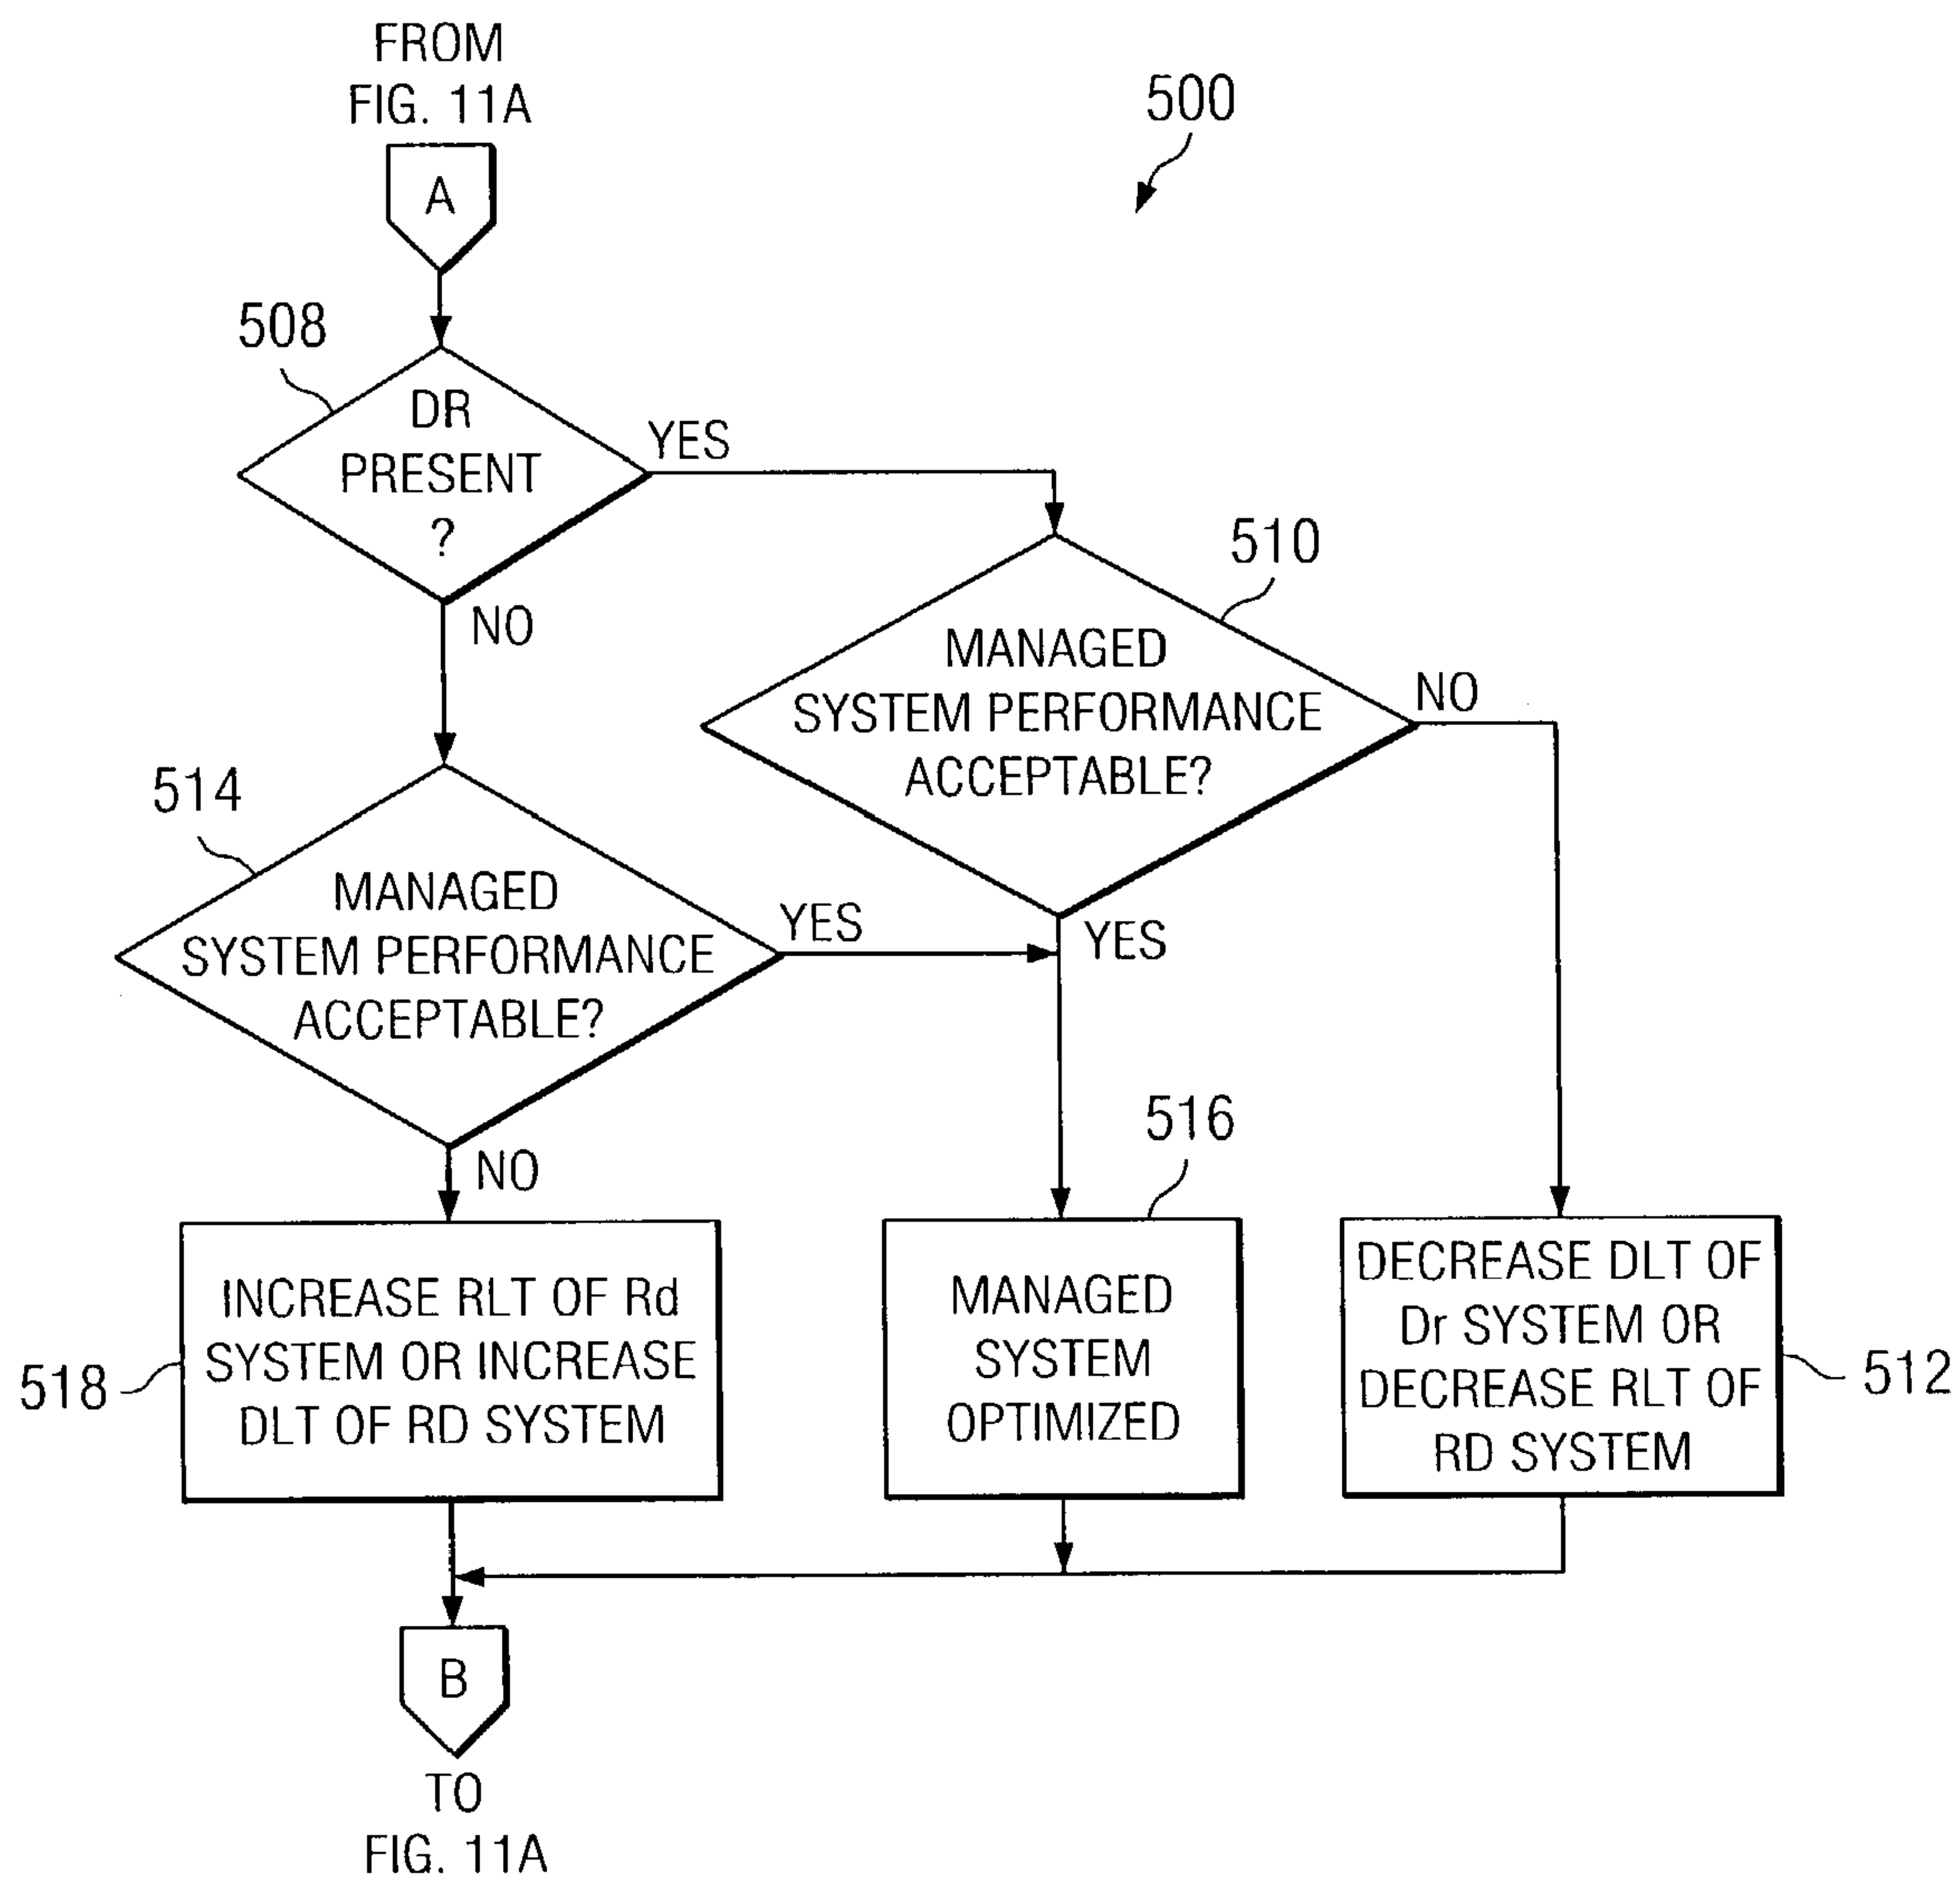 FROM
FIG. 11A
500
A
508
DR
PRESENT
?
YES
NO
510
MANAGED
SYSTEM PERFORMANCE
ACCEPTABLE?
NO
YES
514
MANAGED
SYSTEM PERFORMANCE
ACCEPTABLE?
YES
NO
518
INCREASE RLT OF Rd
SYSTEM OR INCREASE
DLT OF RD SYSTEM
516
MANAGED
SYSTEM
OPTIMIZED
DECREASE DLT OF
Dr SYSTEM OR
DECREASE RLT OF
RD SYSTEM
512
B
TO
FIG. 11A